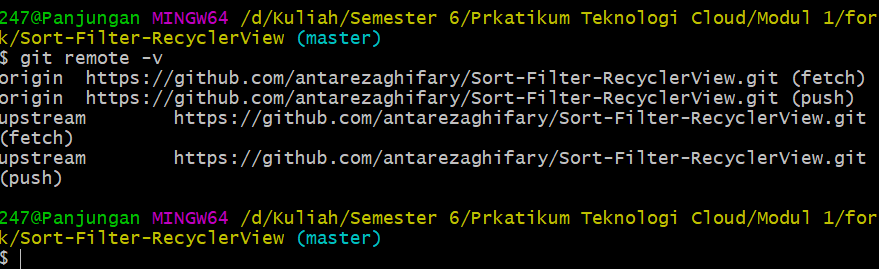 247@Panjungan MINGW64 /d/Kuliah/Semester 6/Prkatikum Teknologi Cloud/Modul 1/for
k/Sort-Filter-RecyclerView (master)
$ git remote -v
origin  https://github.com/antarezaghifary/Sort-Filter-RecyclerView.git (fetch)
origin  https://github.com/antarezaghifary/Sort-Filter-RecyclerView.git (push)
upstream        https://github.com/antarezaghifary/Sort-Filter-RecyclerView.git
(fetch)
upstream        https://github.com/antarezaghifary/Sort-Filter-RecyclerView.git
(push)
247@Panjungan MINGW64 /d/Kuliah/Semester 6/Prkatikum Teknologi Cloud/Modul 1/for
k/Sort-Filter-RecyclerView (master)
$